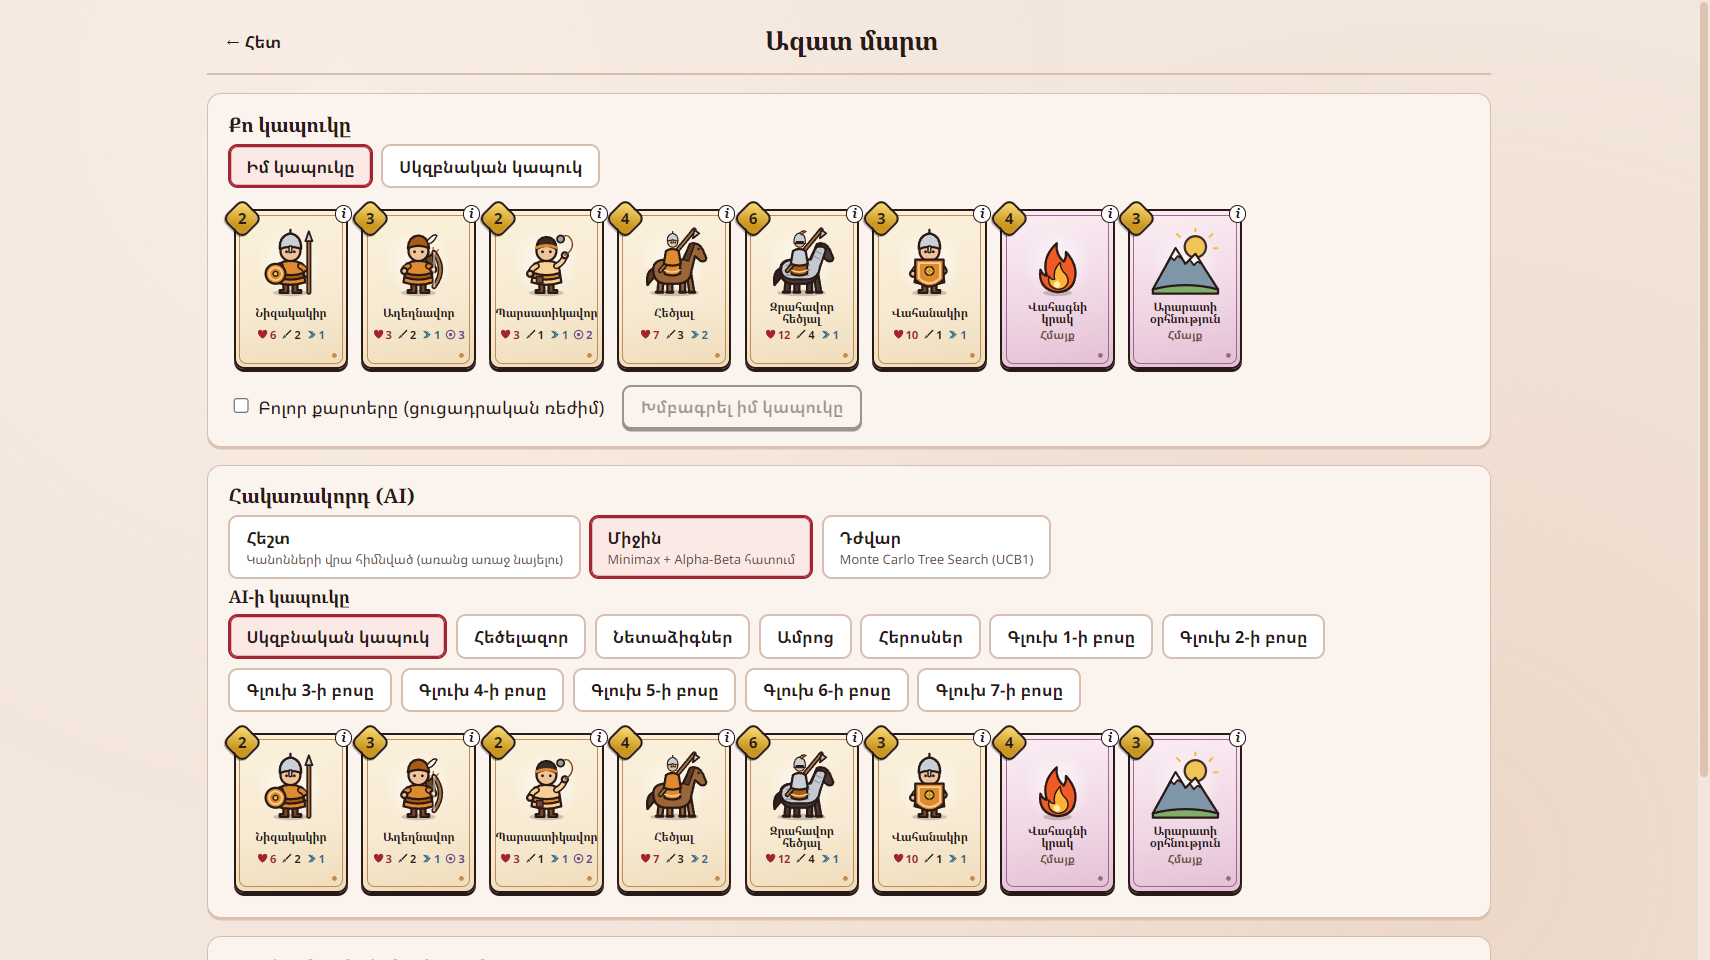 ← Հետ
Ազատ մարտ
Քո կապուկը
Իմ կապուկը
Սկզբնական կապուկ
2 i 3 i 2 i 4 i 6 i 3 i 4 i 3 i
Նիզակակիր
6 2 1
Աղեղնավոր
3 2 1 3
Պարսատիկավոր
3 1 1 2
Հեծյալ
7 3 2
Զրահավոր
հեծյալ
12 4 1
Վահանակիր
10 1 1
Վահագնի
կրակ
Հմայք
Արարատի
օրհնություն
Հմայք
Բոլոր քարտերը (ցուցադրական ռեժիմ)
Խմբագրել իմ կապուկը
Հակառակորդ (AI)
Հեշտ
Կանոնների վրա հիմնված (առանց առաջ նայելու)
Միջին
Minimax + Alpha-Beta հատում
Դժվար
Monte Carlo Tree Search (UCB1)
AI-ի կապուկը
Սկզբնական կապուկ
Հեծելազոր
Նետաձիգներ
Ամրոց
Հերոսներ
Գլուխ 1-ի բոսը
Գլուխ 2-ի բոսը
Գլուխ 3-ի բոսը
Գլուխ 4-ի բոսը
Գլուխ 5-ի բոսը
Գլուխ 6-ի բոսը
Գլուխ 7-ի բոսը
2 i 3 i 2 i 4 i 6 i 3 i 4 i 3 i
Նիզակակիր
6 2 1
Աղեղնավոր
3 2 1 3
Պարսատիկավոր
3 1 1 2
Հեծյալ
7 3 2
Զրահավոր
հեծյալ
12 4 1
Վահանակիր
10 1 1
Վահագնի
կրակ
Հմայք
Արարատի
օրհնություն
Հմայք